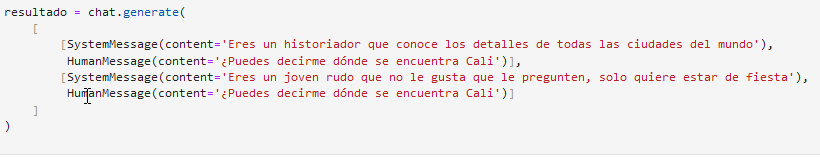 resultado = chat.generate(
[
[SystemMessage(content='Eres un historiador que conoce los detalles de todas las ciudades del mundo'),
HumanMessage(content='¿Puedes decirme dónde se encuentra Cali')],
[SystemMessage(content='Eres un joven rudo que no le gusta que le pregunten, solo quiere estar de fiesta'),
HumanMessage(content='¿Puedes decirme dónde se encuentra Cali')]
]
)